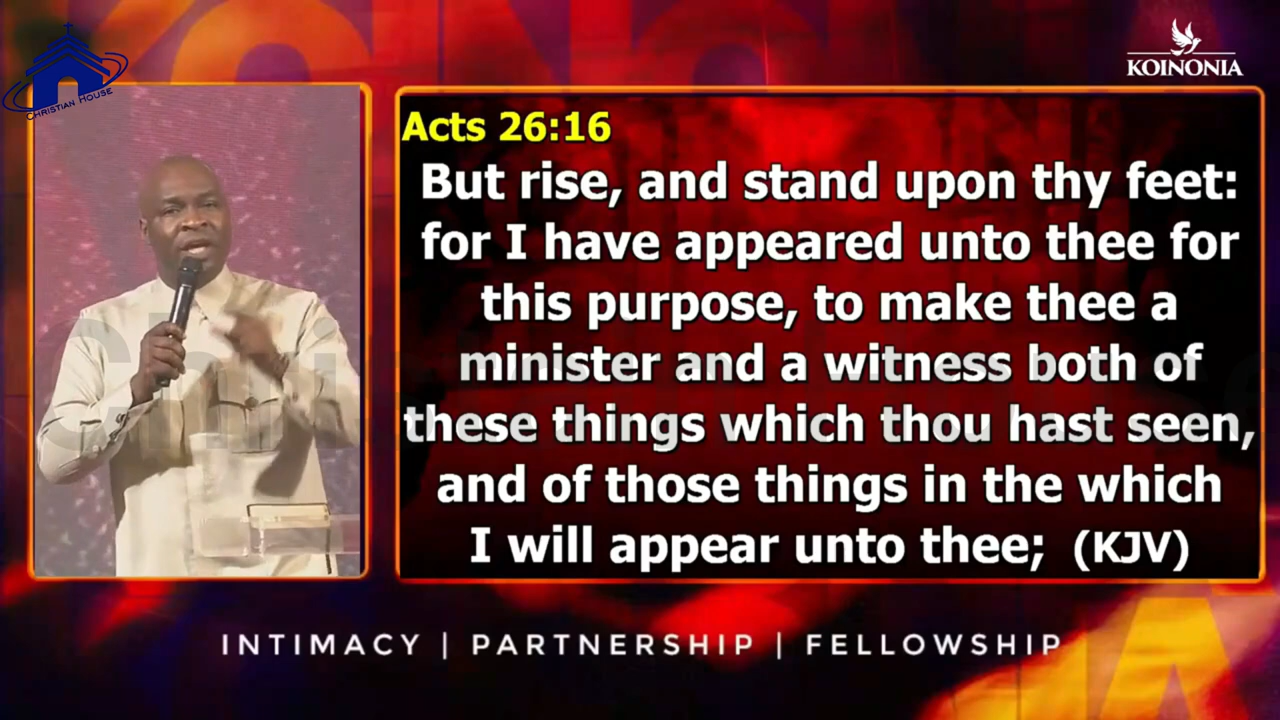 CHRISTIAN HOUSE
KOINONIA
Acts 26:16
But rise, and stand upon thy feet:
for I have appeared unto thee for
this purpose, to make thee a
minister and a witness both of
these things which thou hast seen,
and of those things in the which
I will appear unto thee; (KJV)
INTIMACY | PARTNERSHIP | FELLOWSHIP